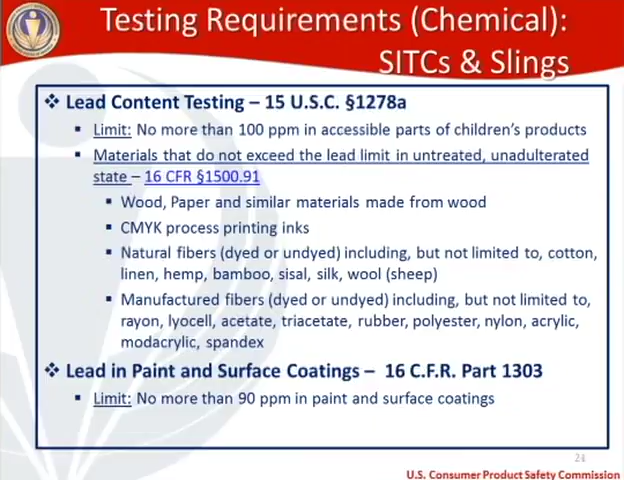 Testing Requirements (Chemical):
SITCs & Slings
❖ Lead Content Testing – 15 U.S.C. §1278a
▪ Limit: No more than 100 ppm in accessible parts of children's products
▪ Materials that do not exceed the lead limit in untreated, unadulterated
state – 16 CFR §1500.91
▪ Wood, Paper and similar materials made from wood
▪ CMYK process printing inks
▪ Natural fibers (dyed or undyed) including, but not limited to, cotton,
linen, hemp, bamboo, sisal, silk, wool (sheep)
▪ Manufactured fibers (dyed or undyed) including, but not limited to,
rayon, lyocell, acetate, triacetate, rubber, polyester, nylon, acrylic,
modacrylic, spandex
❖ Lead in Paint and Surface Coatings – 16 C.F.R. Part 1303
▪ Limit: No more than 90 ppm in paint and surface coatings
24
U.S. Consumer Product Safety Commission